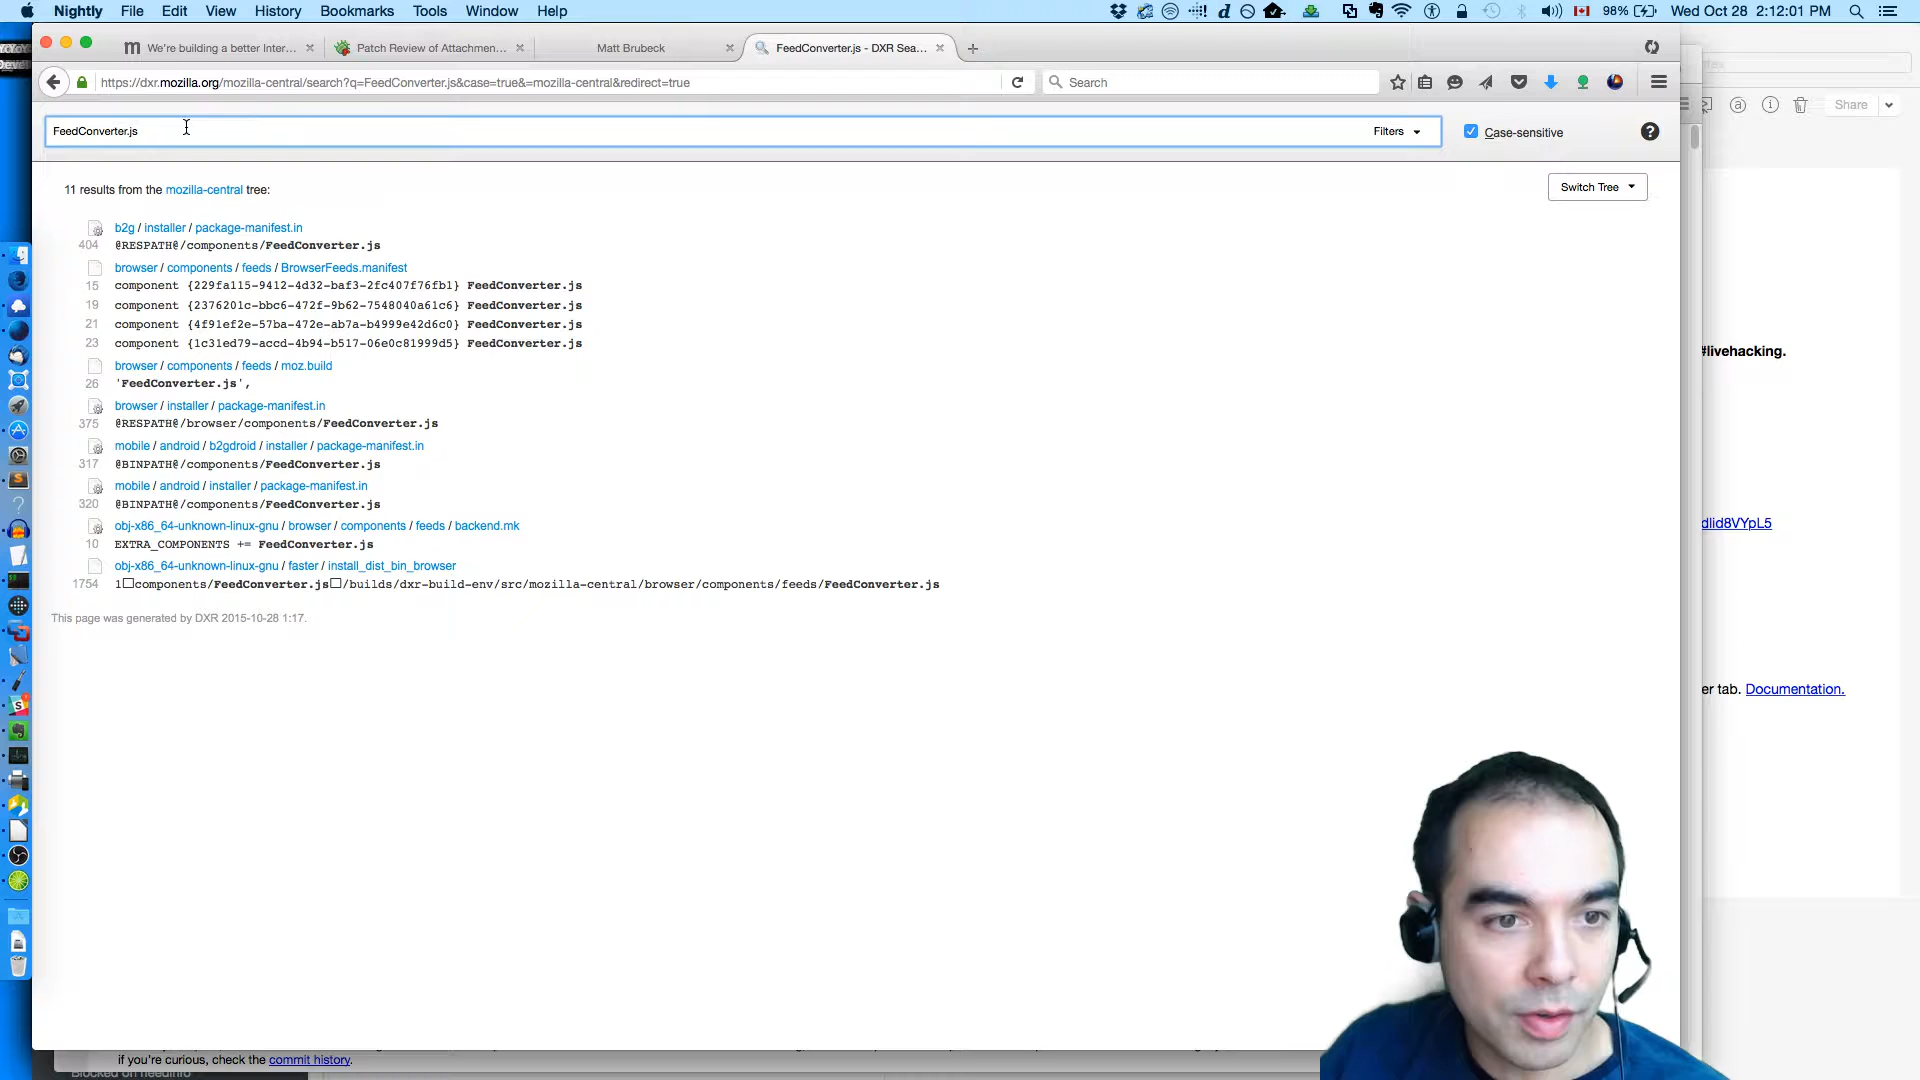 Nightly File Edit View History Bookmarks Tools Window Help 98% Wed Oct 28 2:12:01 PM
We're building a better Inter... Patch Review of Attachmen... Matt Brubeck FeedConverter.js - DXR Sea...
https://dxr.mozilla.org/mozilla-central/search?q=FeedConverter.js&case=true&=mozilla-central&redirect=true Search
Share
FeedConverter.js Filters Case-sensitive
11 results from the mozilla-central tree: Switch Tree
b2g / installer / package-manifest.in
404 @RESPATH@/components/FeedConverter.js
browser / components / feeds / BrowserFeeds.manifest
15 component {229fa115-9412-4d32-baf3-2fc407f76fb1} FeedConverter.js
19 component {2376201c-bbc6-472f-9b62-7548040a61c6} FeedConverter.js
21 component {4f91ef2e-57ba-472e-ab7a-b4999e42d6c0} FeedConverter.js
23 component {1c31ed79-accd-4b94-b517-06e0c81999d5} FeedConverter.js
#livehacking.
browser / components / feeds / moz.build
26 'FeedConverter.js',
browser / installer / package-manifest.in
375 @RESPATH@/browser/components/FeedConverter.js
mobile / android / b2gdroid / installer / package-manifest.in
317 @BINPATH@/components/FeedConverter.js
mobile / android / installer / package-manifest.in
320 @BINPATH@/components/FeedConverter.js
dlid8VYpL5
obj-x86_64-unknown-linux-gnu / browser / components / feeds / backend.mk
10 EXTRA_COMPONENTS += FeedConverter.js
obj-x86_64-unknown-linux-gnu / faster / install_dist_bin_browser
1754 1□components/FeedConverter.js□/builds/dxr-build-env/src/mozilla-central/browser/components/feeds/FeedConverter.js
This page was generated by DXR 2015-10-28 1:17.
er tab. Documentation.
if you're curious, check the commit history.
Blocked on needinfo